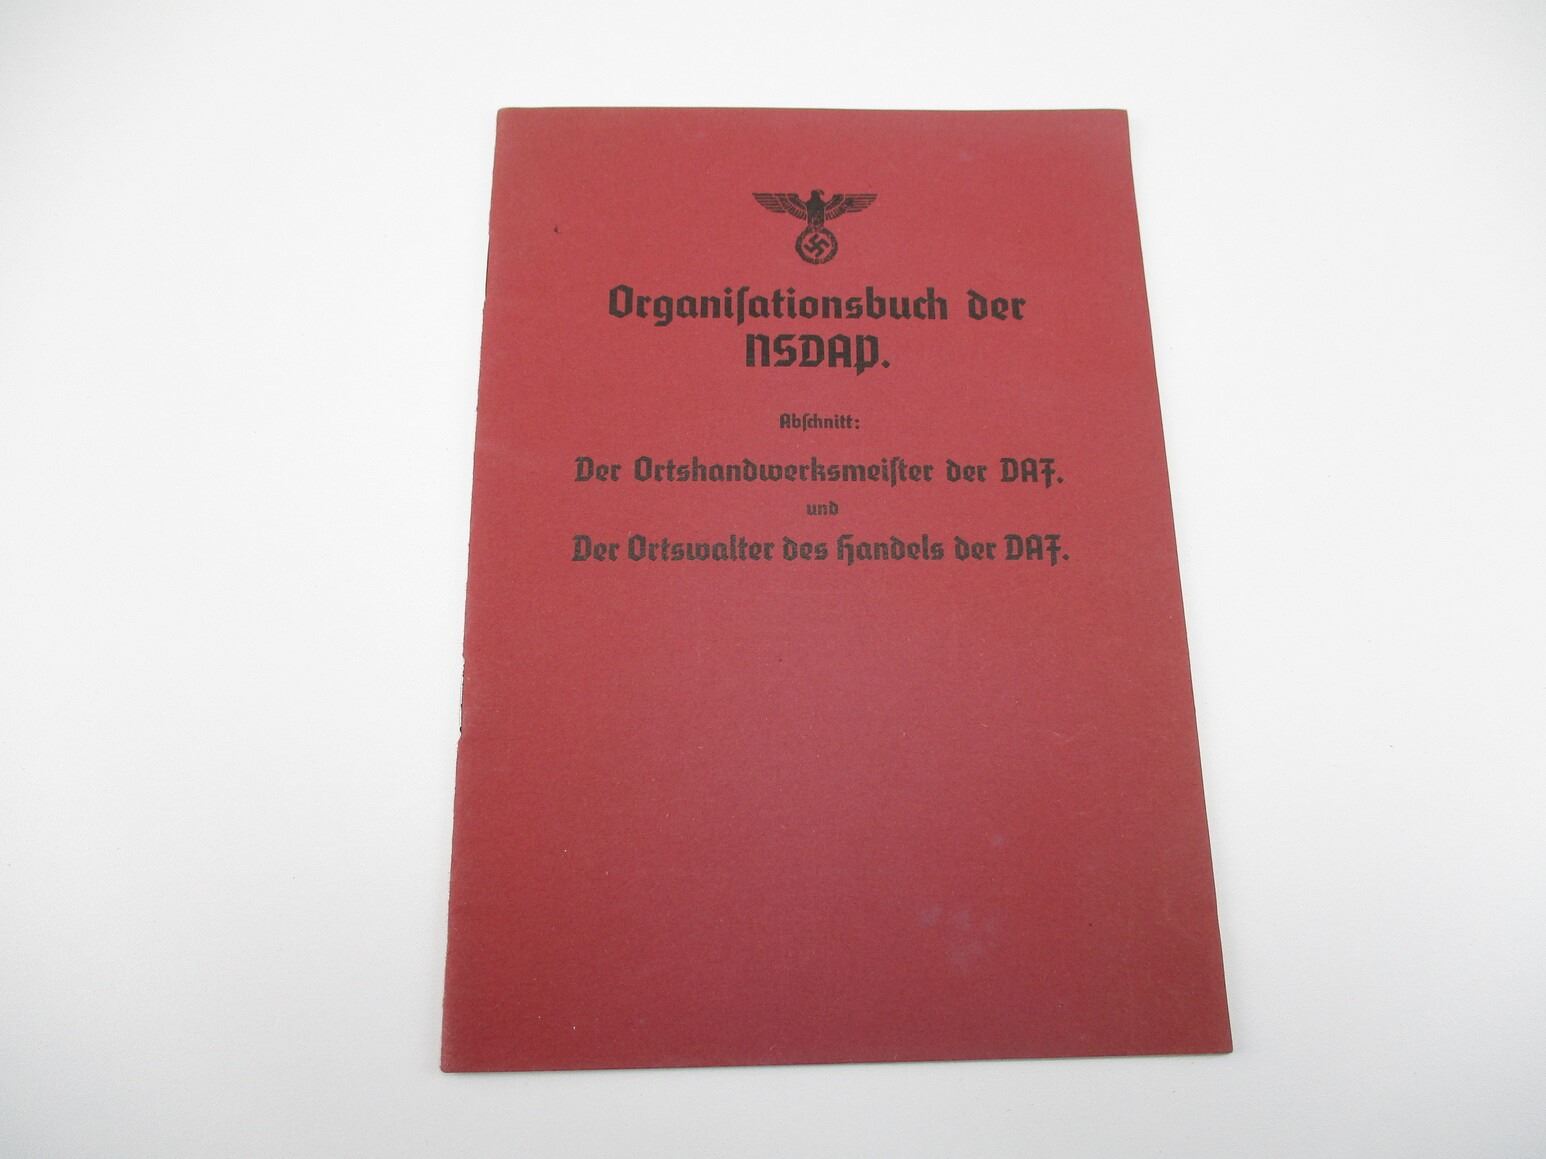 Organiſationsbuch der
NSDAP.
Abſchnitt:
Der Ortshandwerksmeiſter der DAF.
und
Der Ortswalter des Handels der DAF.